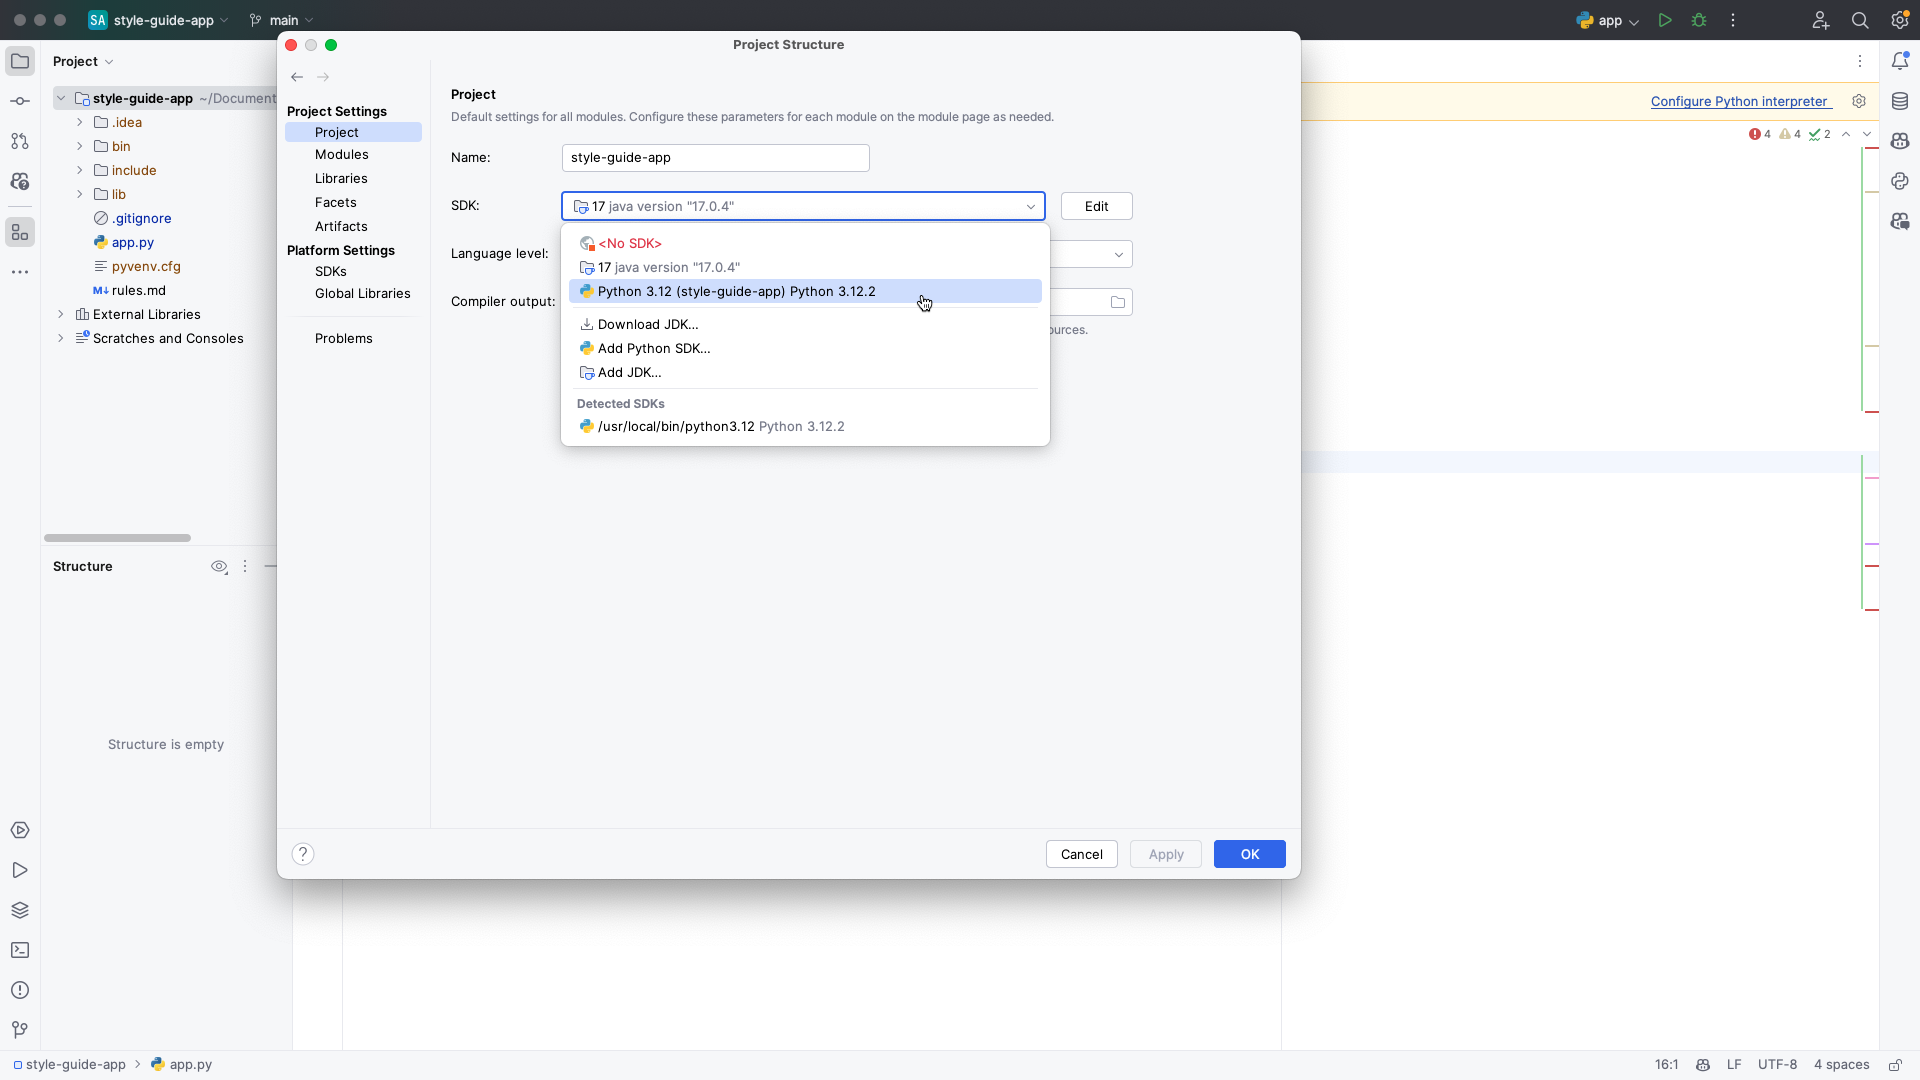 SA style-guide-app main app
Project
style-guide-app ~/Document
.idea
bin
include
lib
.gitignore
app.py
pyvenv.cfg
M↓ rules.md
External Libraries
Scratches and Consoles
Structure
Structure is empty
Project Structure
Project Settings
Project
Modules
Libraries
Facets
Artifacts
Platform Settings
SDKs
Global Libraries
Problems
Project
Default settings for all modules. Configure these parameters for each module on the module page as needed.
Name: style-guide-app
SDK: 17 java version "17.0.4" Edit
Language level:
Compiler output:
ources.
<No SDK>
17 java version "17.0.4"
Python 3.12 (style-guide-app) Python 3.12.2
Download JDK...
Add Python SDK...
Add JDK...
Detected SDKs
/usr/local/bin/python3.12 Python 3.12.2
? Cancel Apply OK
Configure Python interpreter
4 4 2
style-guide-app > app.py 16:1 LF UTF-8 4 spaces